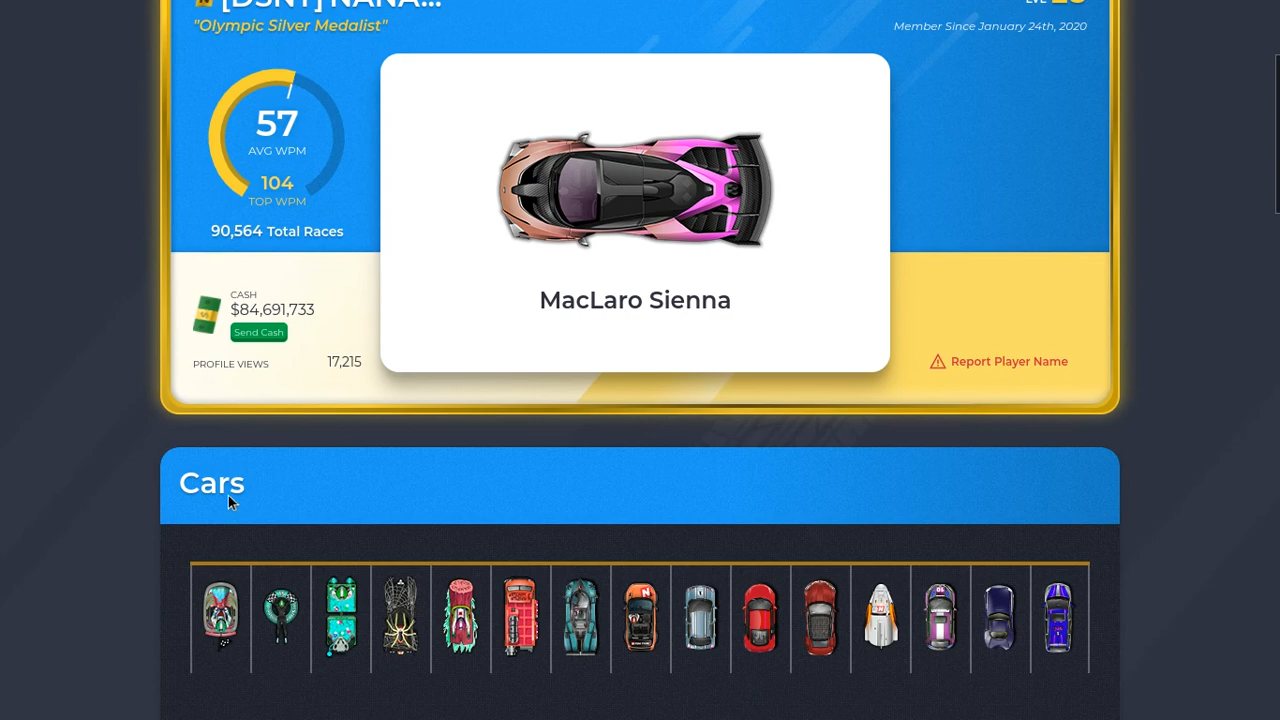 "Olympic Silver Medalist"
Member Since January 24th, 2020
57
AVG WPM
104
TOP WPM
90,564 Total Races
MacLaro Sienna
CASH
$84,691,733
Send Cash
PROFILE VIEWS 17,215
Report Player Name
Cars